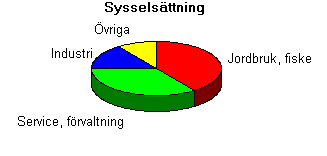 Sysselsättning
Övriga
Industri
Jordbruk, fiske
Service, förvaltning